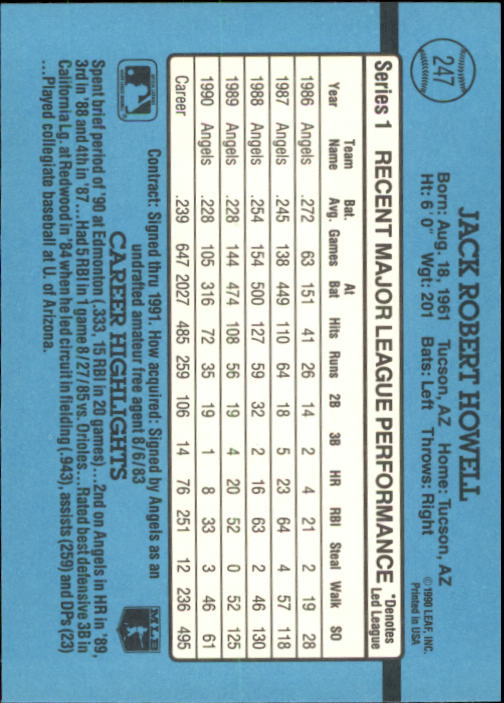 247
JACK ROBERT HOWELL
Born: Aug. 18, 1961 Tucson, AZ Home: Tucson, AZ
Ht: 6'0" Wgt: 201 Bats: Left Throws: Right
© 1990 LEAF, INC.
Printed in USA
Series 1 RECENT MAJOR LEAGUE PERFORMANCE *Denotes Led League
Year Team Name Bat. Avg. Games At Bat Hits Runs 2B 3B HR RBI Steal Walk SO
1986 Angels .272 63 151 41 26 14 2 4 21 2 19 28
1987 Angels .245 138 449 110 64 18 5 23 64 4 57 118
1988 Angels .254 154 500 127 59 32 2 16 63 2 46 130
1989 Angels .228 144 474 108 56 19 4 20 52 0 52 125
1990 Angels .228 105 316 72 35 19 1 8 33 3 46 61
Career .239 647 2027 485 259 106 14 76 251 12 236 495
Contract: Signed thru 1991. How acquired: Signed by Angels as an
undrafted amateur free agent 8/6/83
MLB
CAREER HIGHLIGHTS
Spent brief period of '90 at Edmonton (.333, 15 RBI in 20 games)...2nd on Angels in HR in '89,
3rd in '88 and 4th in '87...Had 5 RBI in 1 game 8/27/85 vs. Orioles...Rated best defensive 3B in
California Lg. at Redwood in '84 when he led circuit in fielding (.943), assists (259) and DPs (23)
...Played collegiate baseball at U. of Arizona.